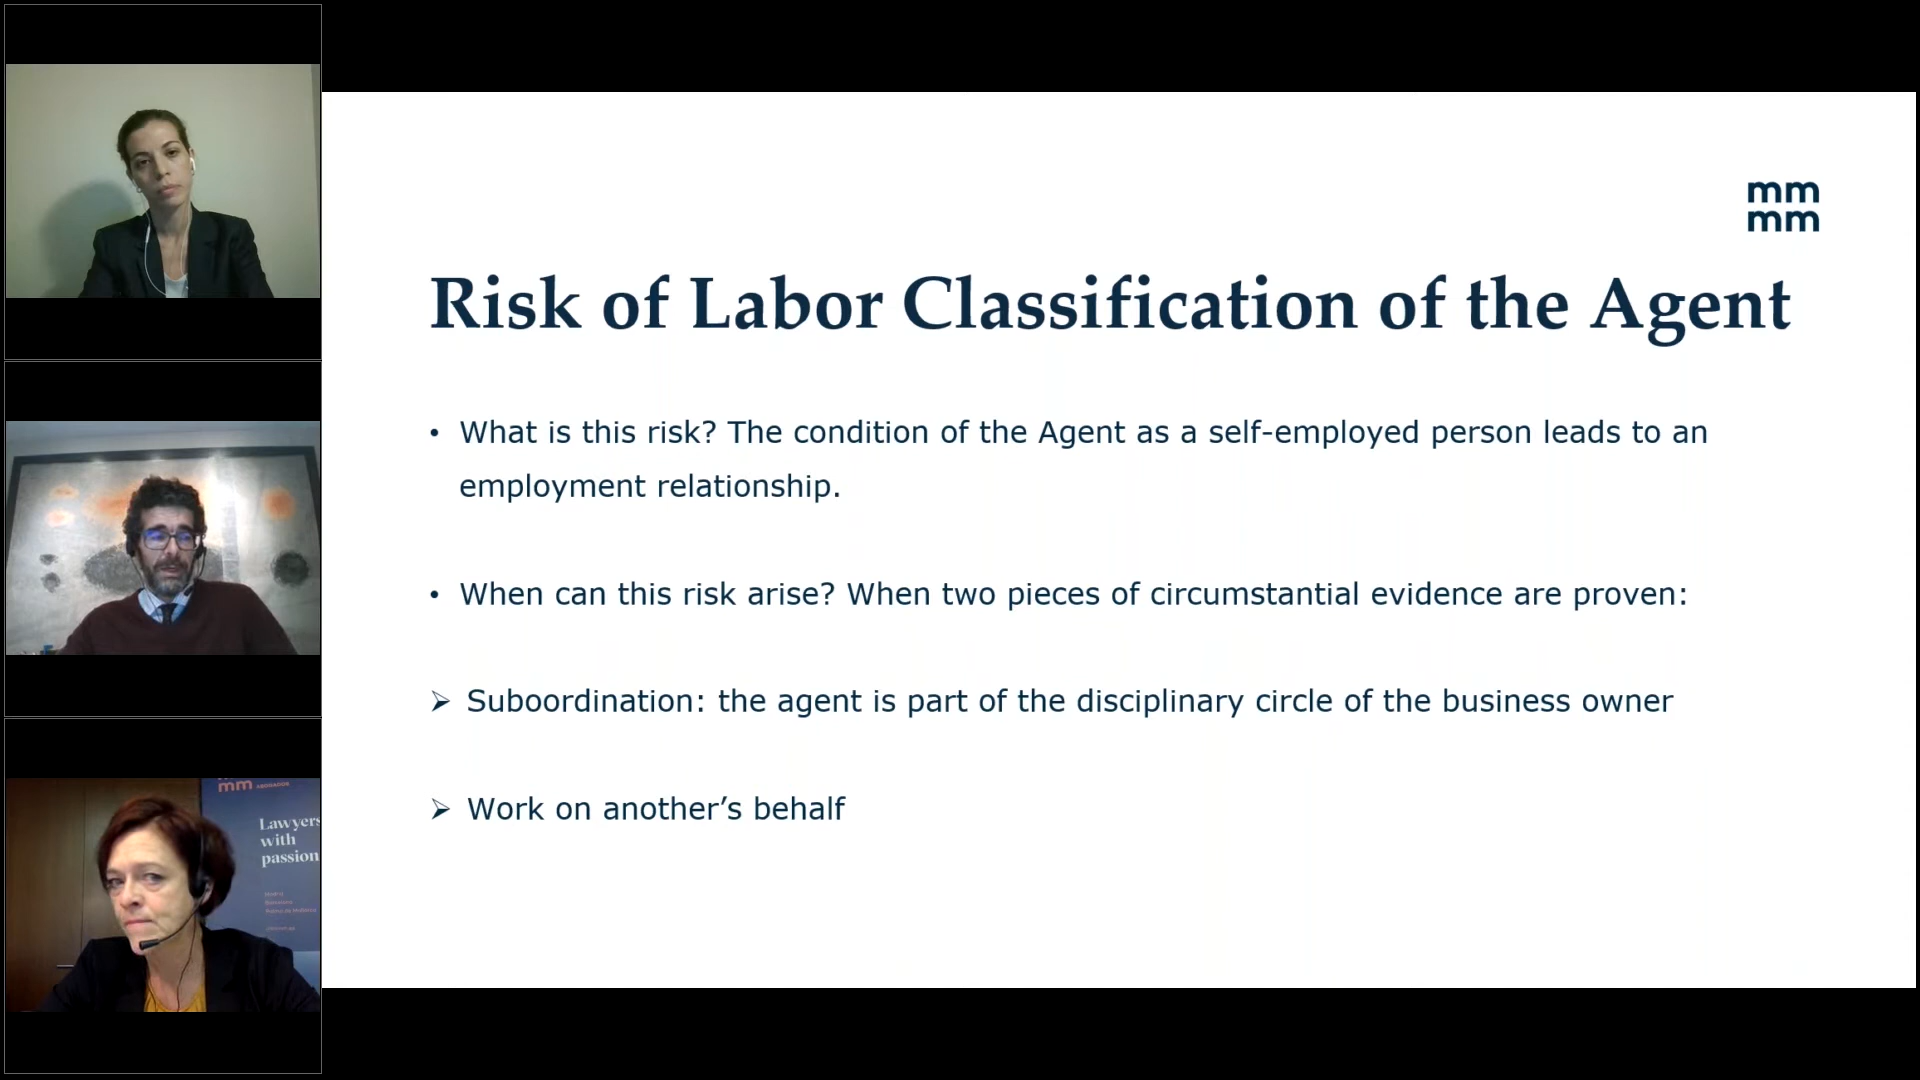 mm
mm
Risk of Labor Classification of the Agent
• What is this risk? The condition of the Agent as a self-employed person leads to an
employment relationship.
• When can this risk arise? When two pieces of circumstantial evidence are proven:
➢ Suboordination: the agent is part of the disciplinary circle of the business owner
➢ Work on another’s behalf
mm
Lawyers
with
passion